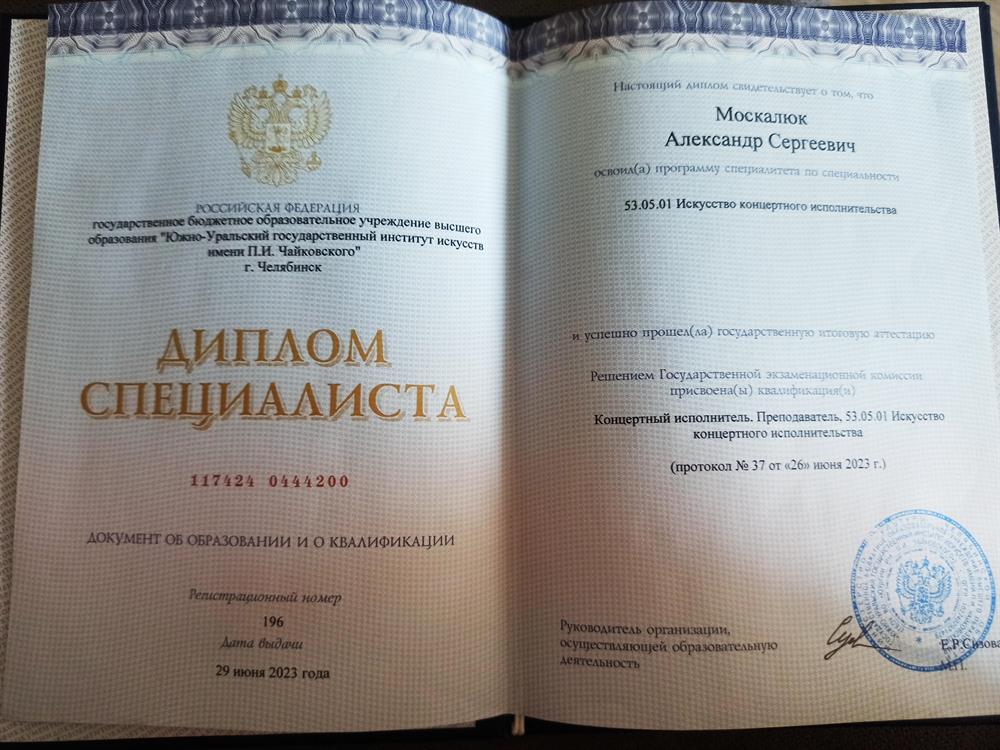 РОССИЙСКАЯ ФЕДЕРАЦИЯ
государственное бюджетное образовательное учреждение высшего
образования "Южно-Уральский государственный институт искусств
имени П.И. Чайковского"
г. Челябинск
ДИПЛОМ
СПЕЦИАЛИСТА
117424 0444200
ДОКУМЕНТ ОБ ОБРАЗОВАНИИ И О КВАЛИФИКАЦИИ
Регистрационный номер
196
Дата выдачи
29 июня 2023 года
Настоящий диплом свидетельствует о том, что
Москалюк
Александр Сергеевич
освоил(а) программу специалитета по специальности
53.05.01 Искусство концертного исполнительства
и успешно прошел(ла) государственную итоговую аттестацию
Решением Государственной экзаменационной комиссии
присвоена(ы) квалификация(и)
Концертный исполнитель. Преподаватель, 53.05.01 Искусство
концертного исполнительства
(протокол № 37 от «26» июня 2023 г.)
Руководитель организации,
осуществляющей образовательную
деятельность
Е.Р.Сизова
М.П.